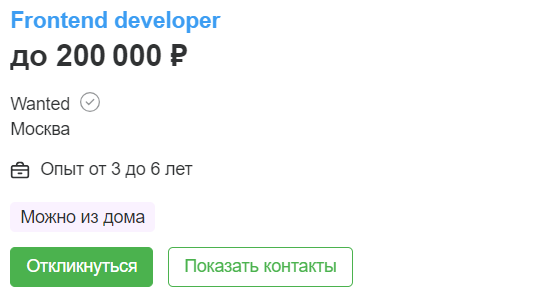 Frontend developer
до 200 000 ₽
Wanted
Москва
Опыт от 3 до 6 лет
Можно из дома
Откликнуться Показать контакты